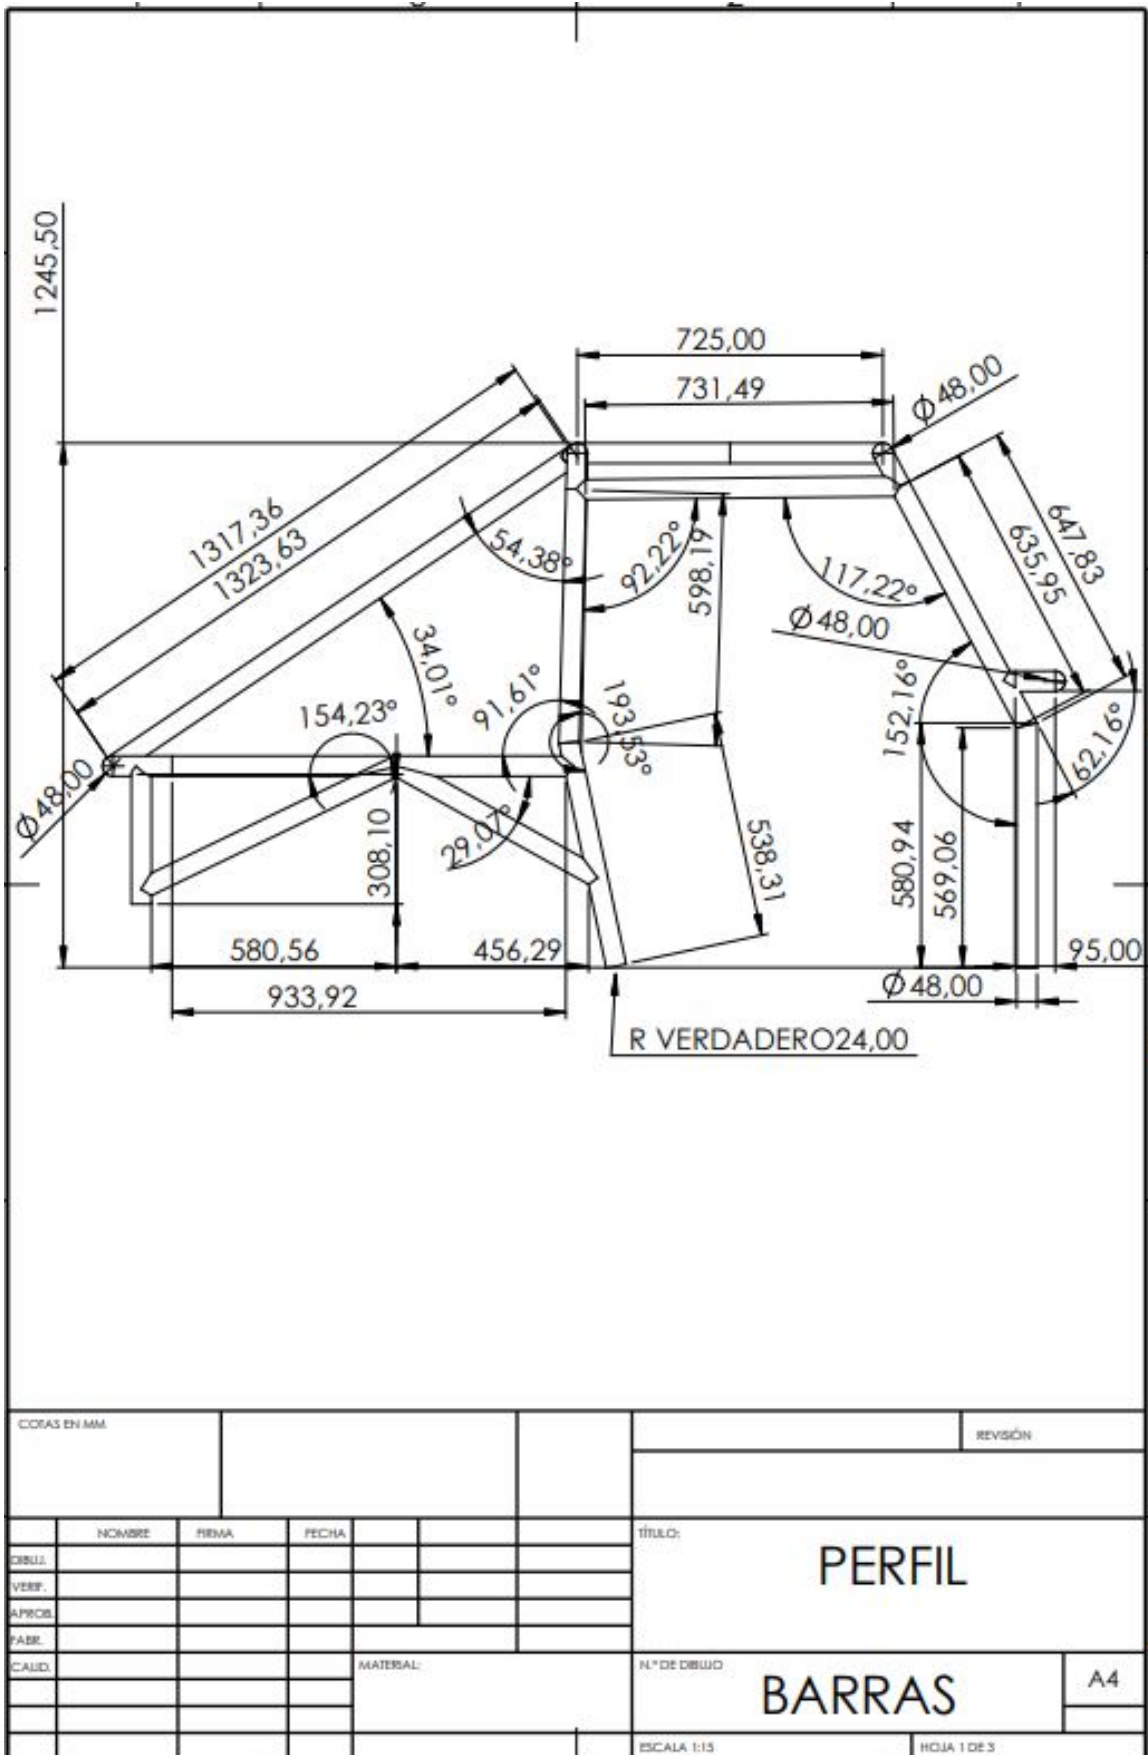 1245,50
725,00
731,49
Ø48,00
1317,36
1323,63
54,38°
92,22°
598,19
117,22°
647,83
635,95
Ø48,00
34,01°
91,61°
193,53°
154,23°
152,16°
62,16°
Ø48,00
308,10
29,07°
538,31
580,94
569,06
580,56
456,29
95,00
933,92
Ø48,00
R VERDADERO24,00
COTAS EN MM
REVISIÓN
NOMBRE FIRMA FECHA
TÍTULO:
DIBUJ.
PERFIL
VERIF.
APROB.
FABR.
CALID.
MATERIAL:
N.º DE DIBUJO
BARRAS
A4
ESCALA 1:15
HOJA 1 DE 3